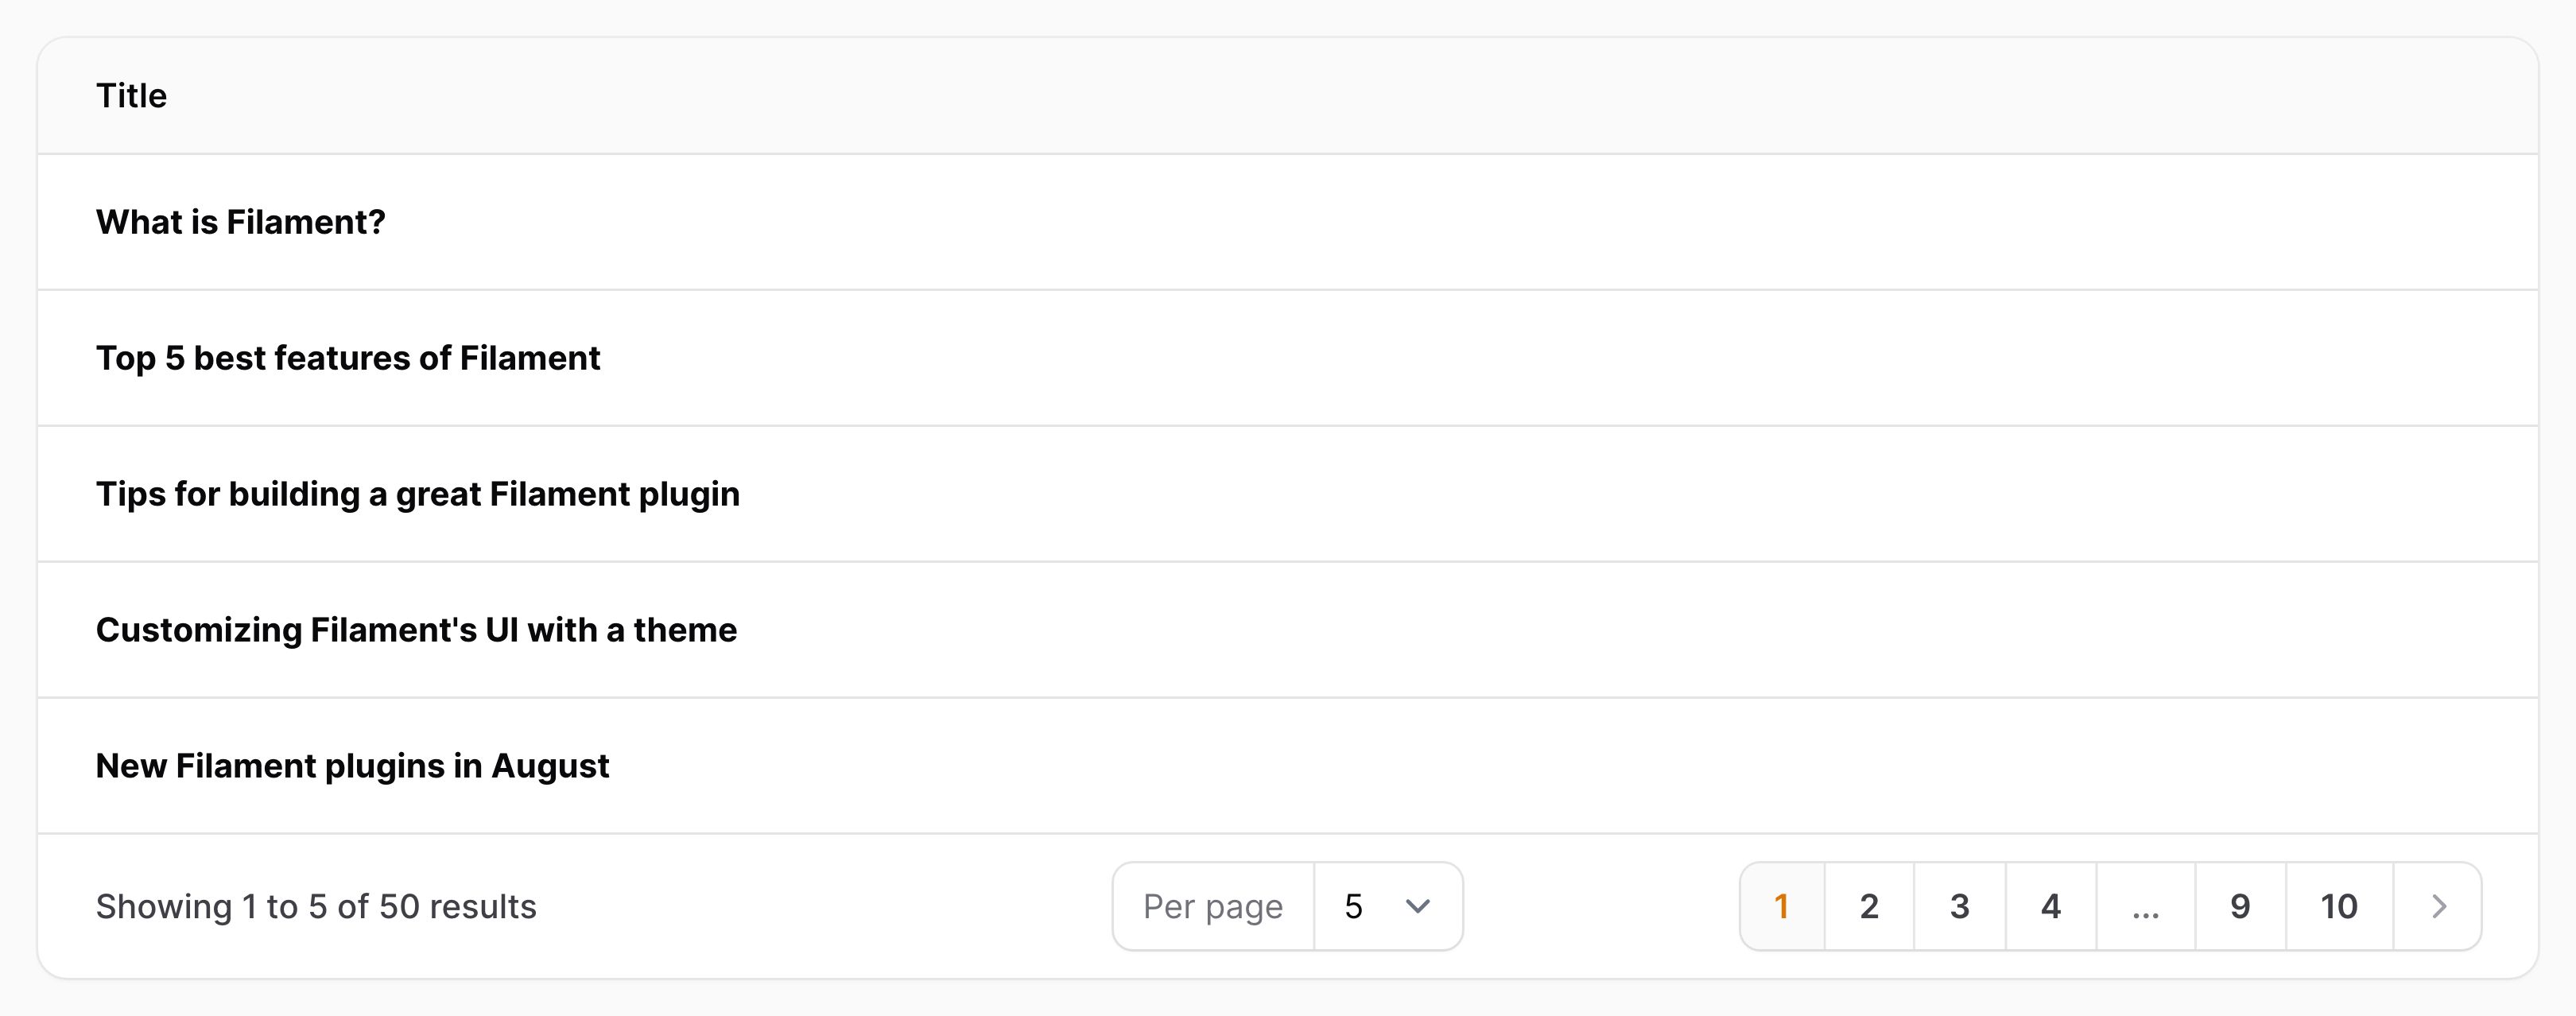 Title
What is Filament?
Top 5 best features of Filament
Tips for building a great Filament plugin
Customizing Filament's UI with a theme
New Filament plugins in August
Showing 1 to 5 of 50 results Per page 5 1 2 3 4 ... 9 10